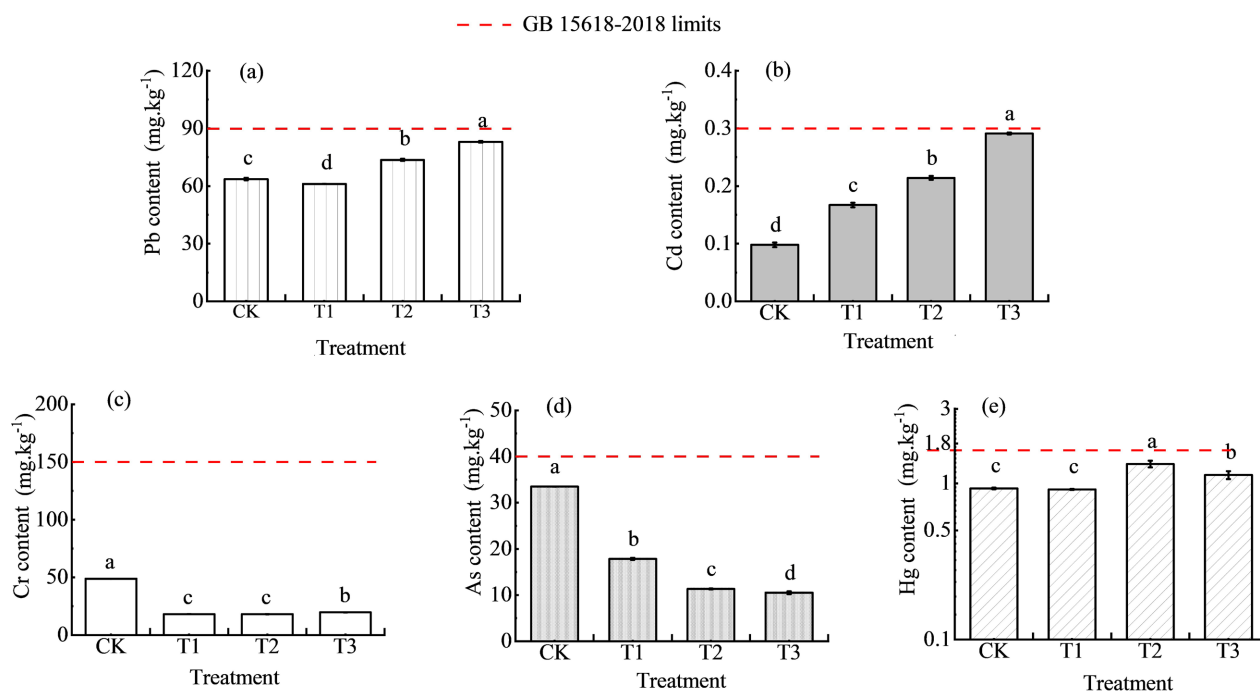 GB 15618-2018 limits
(a)
Pb content (mg.kg⁻¹)
120
90
60
30
0
c
d
b
a
CK T1 T2 T3
Treatment
(b)
Cd content (mg.kg⁻¹)
0.4
0.3
0.2
0.1
0.0
d
c
b
a
CK T1 T2 T3
Treatment
(c)
Cr content (mg.kg⁻¹)
200
150
100
50
0
a
c
c
b
CK T1 T2 T3
Treatment
(d)
As content (mg.kg⁻¹)
50
40
30
20
10
0
a
b
c
d
CK T1 T2 T3
Treatment
(e)
Hg content (mg.kg⁻¹)
3
1.8
1
0.5
0.1
c
c
a
b
CK T1 T2 T3
Treatment